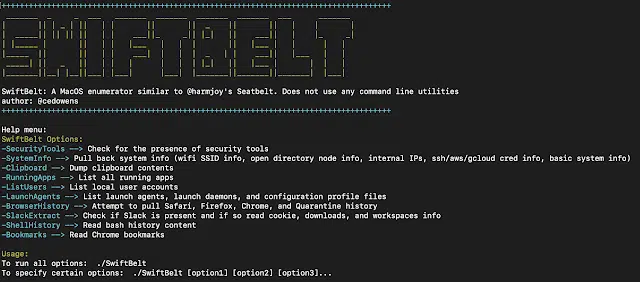 ++++++++++++++++++++++++++++++++++++++++++++++++++++++++++++++++++++++++++++++++++++++
SWIFTBELT
SwiftBelt: A MacOS enumerator similar to @harmjoy's Seatbelt. Does not use any command line utilities
author: @cedowens
++++++++++++++++++++++++++++++++++++++++++++++++++++++++++++++++++++++++++++++++++++++
Help menu:
SwiftBelt Options:
-SecurityTools --> Check for the presence of security tools
-SystemInfo --> Pull back system info (wifi SSID info, open directory node info, internal IPs, ssh/aws/gcloud cred info, basic system info)
-Clipboard --> Dump clipboard contents
-RunningApps --> List all running apps
-ListUsers --> List local user accounts
-LaunchAgents --> List launch agents, launch daemons, and configuration profile files
-BrowserHistory --> Attempt to pull Safari, Firefox, Chrome, and Quarantine history
-SlackExtract --> Check if Slack is present and if so read cookie, downloads, and workspaces info
-ShellHistory --> Read bash history content
-Bookmarks --> Read Chrome bookmarks
Usage:
To run all options: ./SwiftBelt
To specify certain options: ./SwiftBelt [option1] [option2] [option3]...